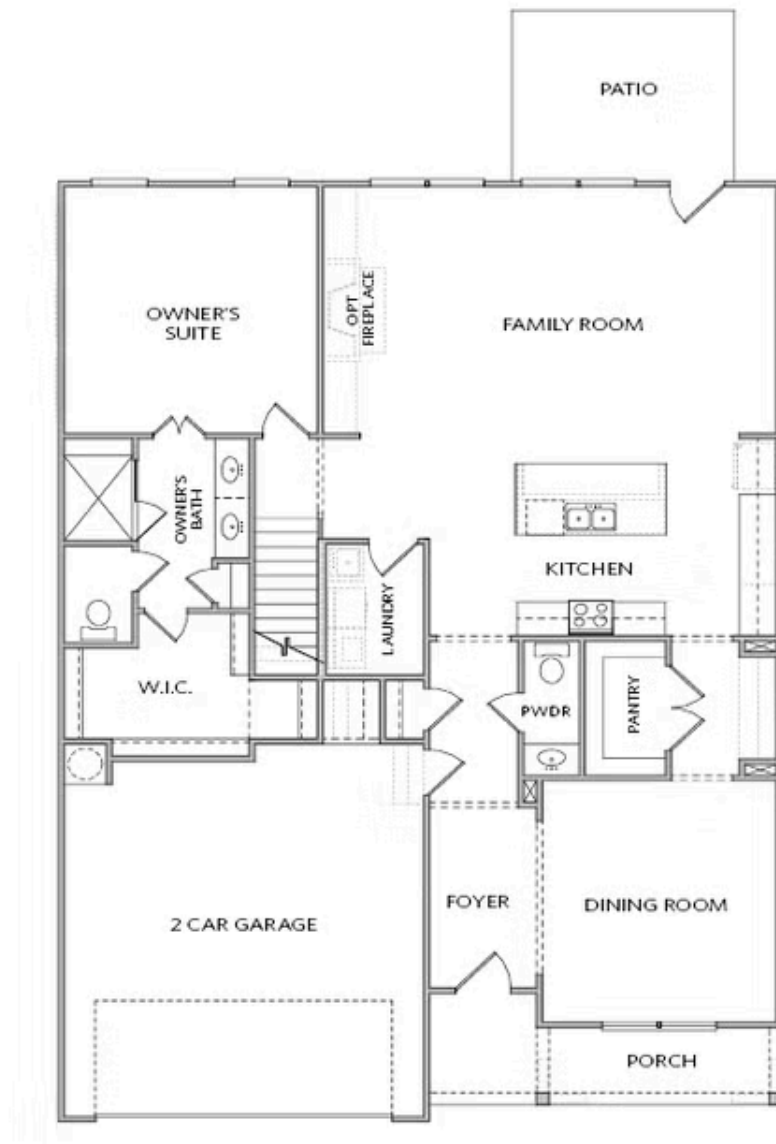 PATIO
OWNER'S
SUITE
OPT
FIREPLACE
FAMILY ROOM
OWNER'S
BATH
KITCHEN
LAUNDRY
W.I.C.
PWDR
PANTRY
2 CAR GARAGE
FOYER
DINING ROOM
PORCH